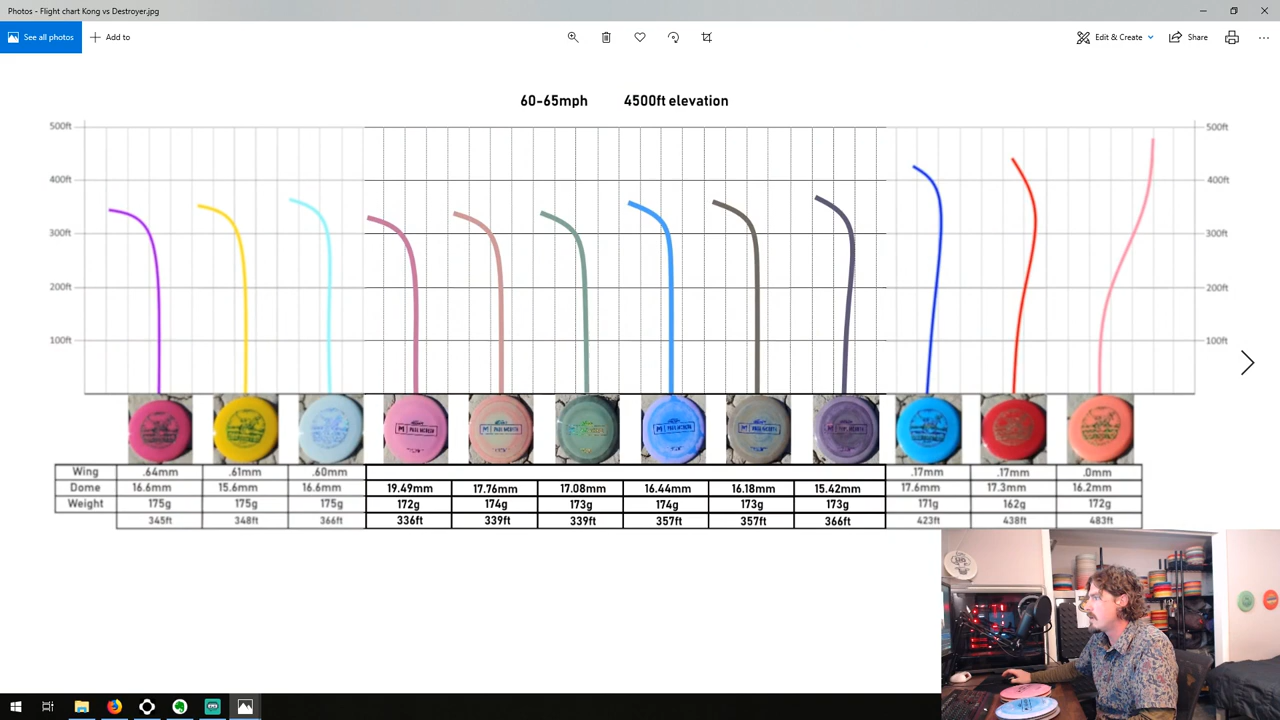 Photos - Flight chart Kong vs Destroyer.jpg
See all photos
Add to
Edit & Create
Share
60-65mph 4500ft elevation
500ft 500ft
400ft 400ft
300ft 300ft
200ft 200ft
100ft 100ft
Wing .64mm .61mm .60mm .17mm .17mm .0mm
Dome 16.6mm 15.6mm 16.6mm 19.49mm 17.76mm 17.08mm 16.44mm 16.18mm 15.42mm 17.6mm 17.3mm 16.2mm
Weight 175g 175g 175g 172g 174g 173g 174g 173g 173g 171g 162g 172g
345ft 348ft 366ft 336ft 339ft 339ft 357ft 357ft 366ft 423ft 438ft 483ft